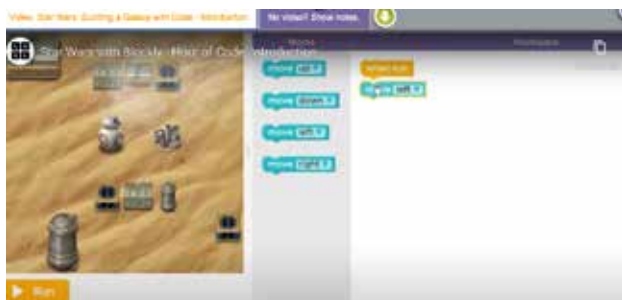 Video: Star Wars: Building a Galaxy with Code - Introduction
No Video? Show notes.
Star Wars with Blockly - Hour of Code: Introduction
Blocks
Workspace
move up
when run
move left
move down
move left
move right
Run